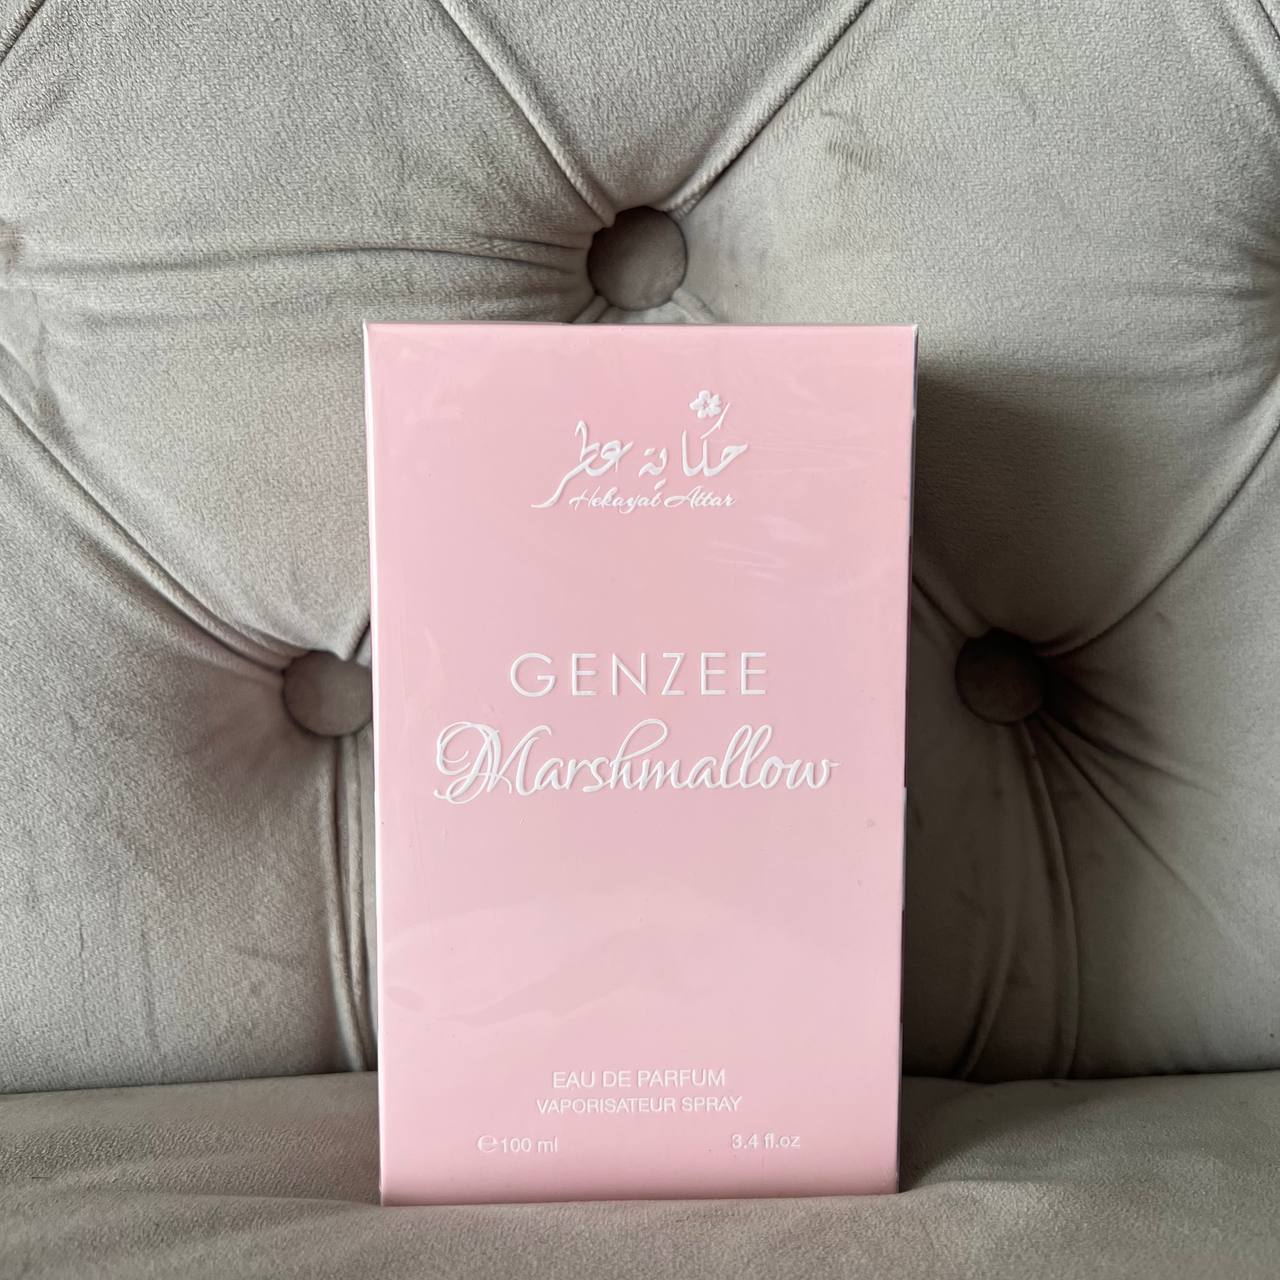 حكاية عطر
Hekayat Attar
GENZEE
Marshmallow
EAU DE PARFUM
VAPORISATEUR SPRAY
℮100 ml 3.4 fl.oz